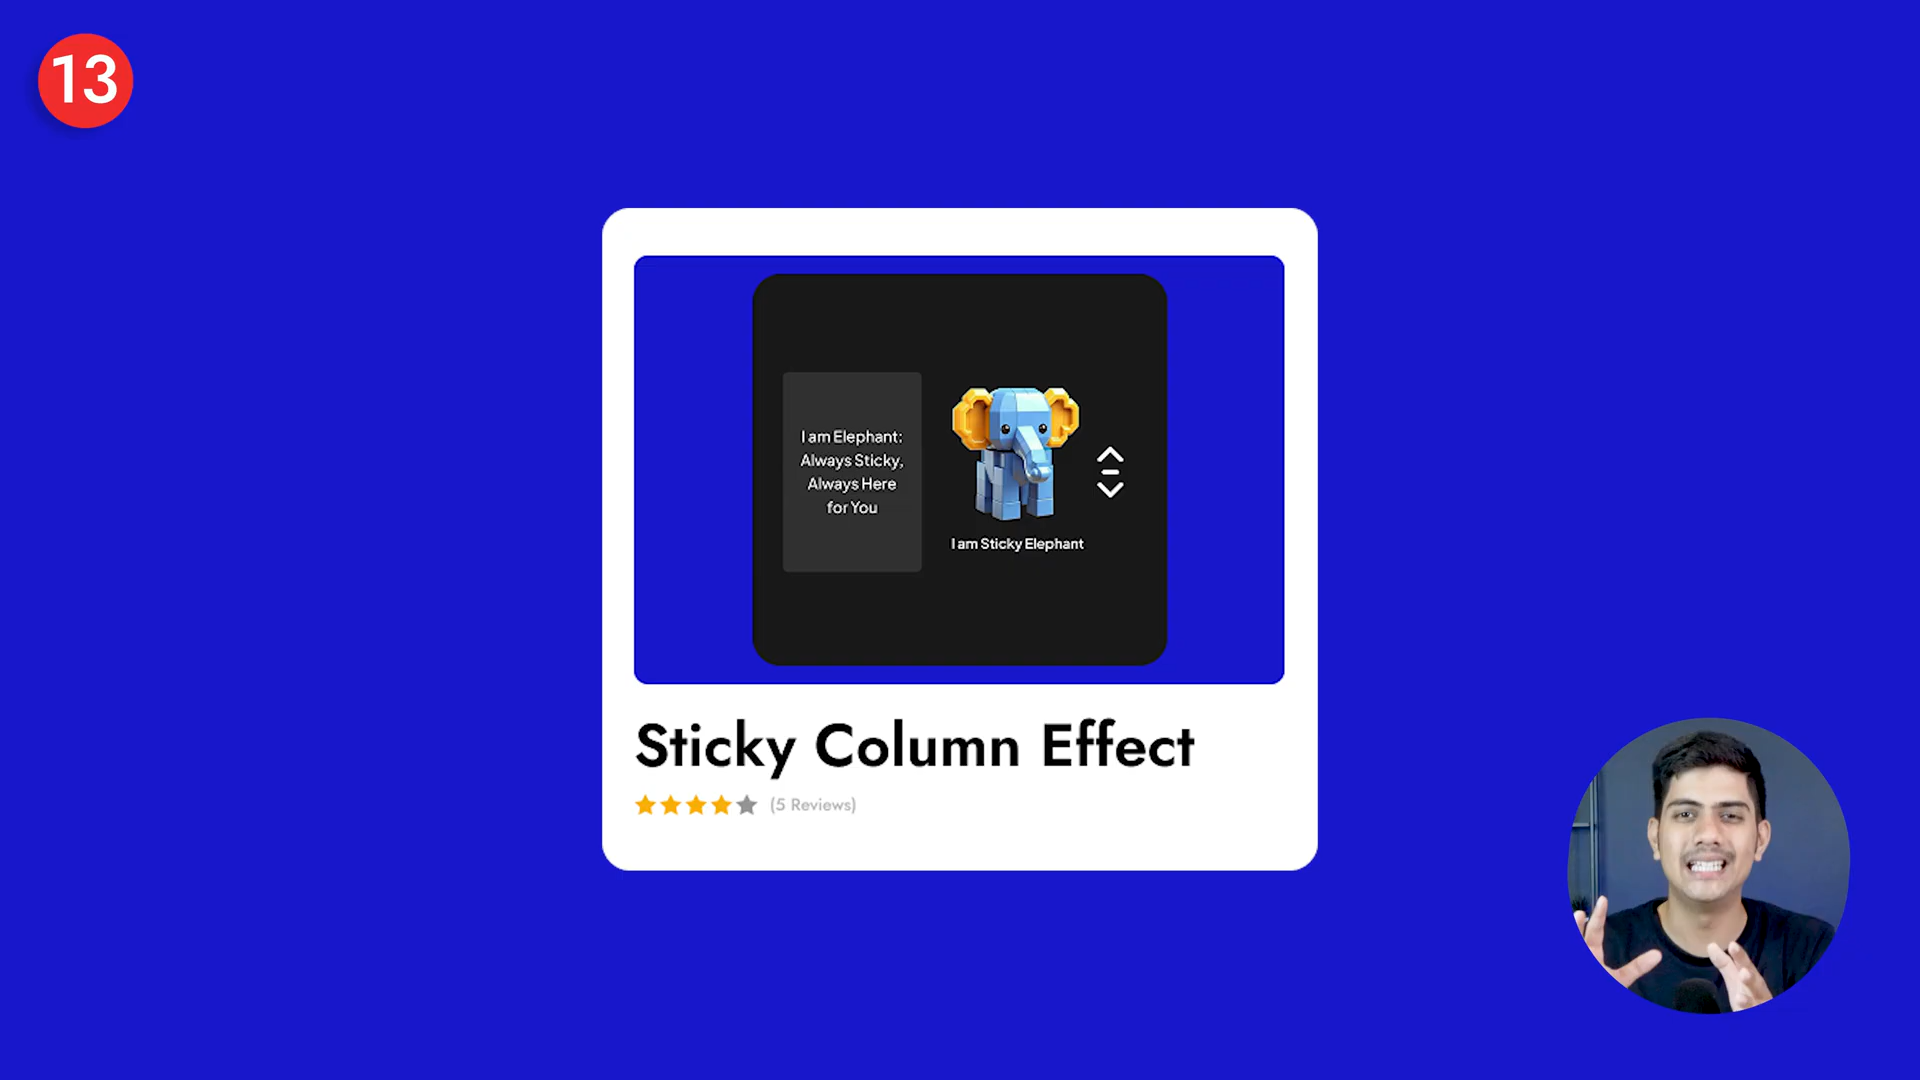 13
I am Elephant:
Always Sticky,
Always Here
for You
I am Sticky Elephant
Sticky Column Effect
(5 Reviews)